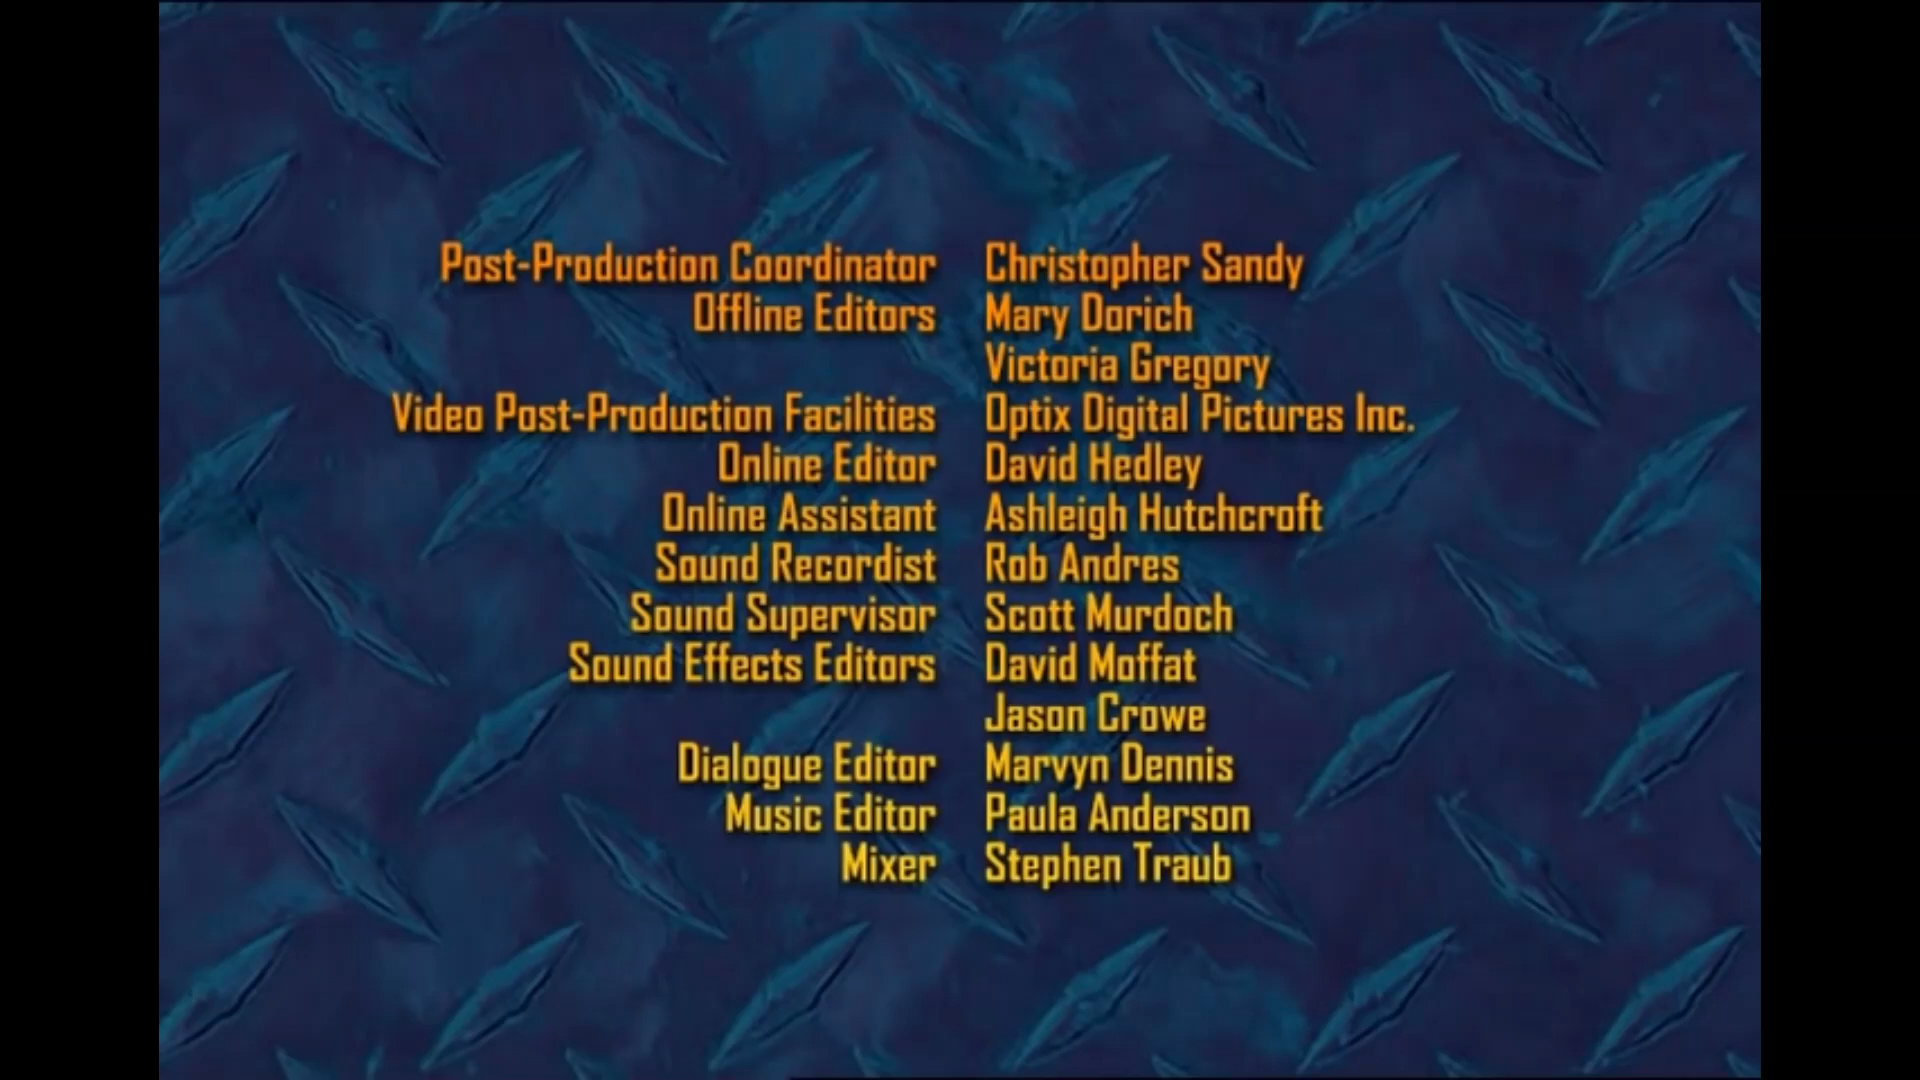 Post-Production Coordinator Christopher Sandy
Offline Editors Mary Dorich
Victoria Gregory
Video Post-Production Facilities Optix Digital Pictures Inc.
Online Editor David Hedley
Online Assistant Ashleigh Hutchcroft
Sound Recordist Rob Andres
Sound Supervisor Scott Murdoch
Sound Effects Editors David Moffat
Jason Crowe
Dialogue Editor Marvyn Dennis
Music Editor Paula Anderson
Mixer Stephen Traub